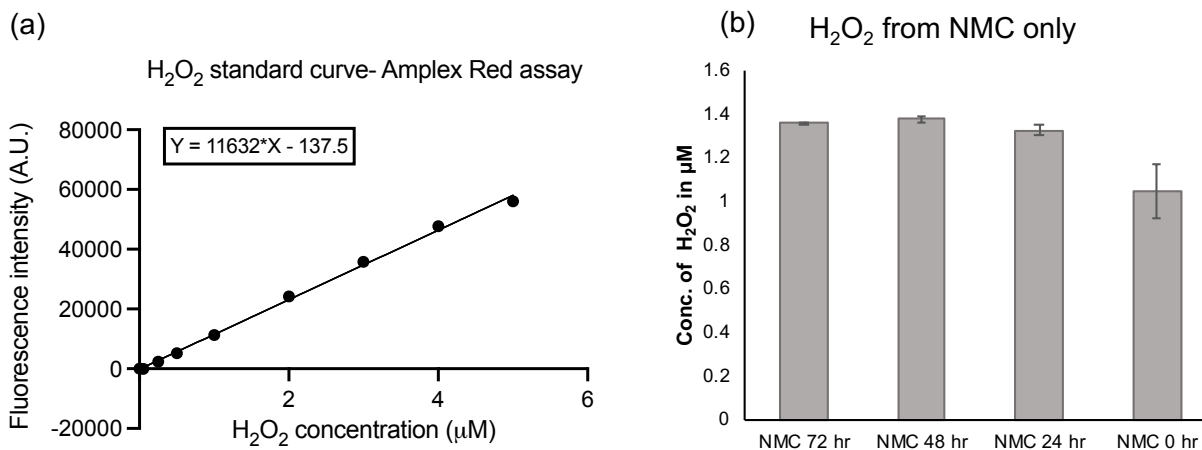 (a)
H₂O₂ standard curve- Amplex Red assay
Y = 11632*X - 137.5
Fluorescence intensity (A.U.)
80000
60000
40000
20000
0
-20000
2
4
6
H₂O₂ concentration (μM)
(b)
H₂O₂ from NMC only
Conc. of H₂O₂ in µM
1.6
1.4
1.2
1
0.8
0.6
0.4
0.2
0
NMC 72 hr
NMC 48 hr
NMC 24 hr
NMC 0 hr